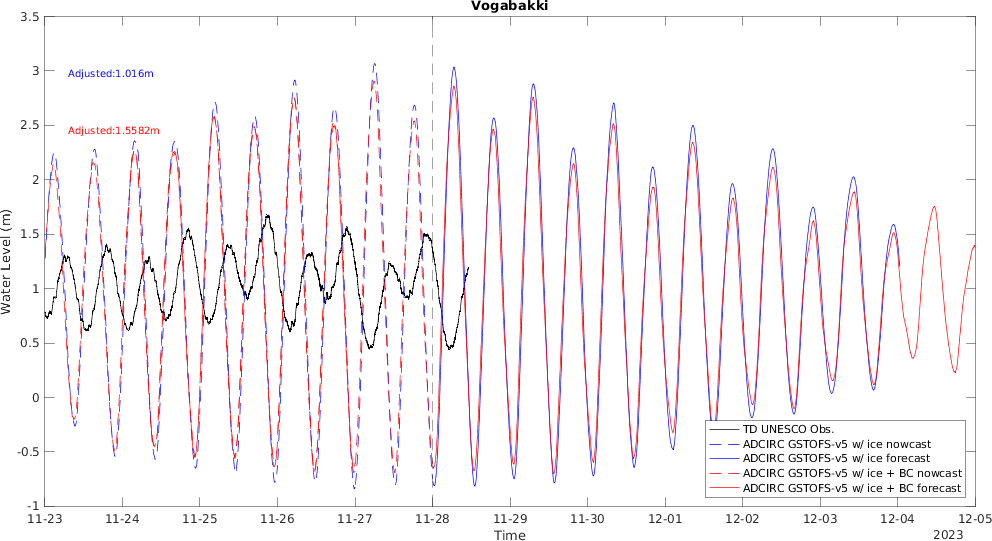 Vogabakki
3.5
3
2.5
2
1.5
1
0.5
0
-0.5
-1
Water Level (m)
Adjusted:1.016m
Adjusted:1.5582m
TD UNESCO Obs.
ADCIRC GSTOFS-v5 w/ ice nowcast
ADCIRC GSTOFS-v5 w/ ice forecast
ADCIRC GSTOFS-v5 w/ ice + BC nowcast
ADCIRC GSTOFS-v5 w/ ice + BC forecast
11-23 11-24 11-25 11-26 11-27 11-28 11-29 11-30 12-01 12-02 12-03 12-04 12-05
Time
2023